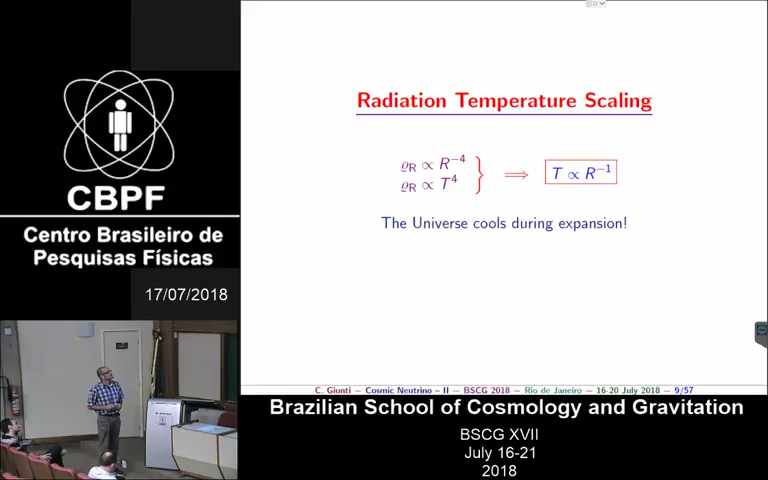 CBPF
Centro Brasileiro de
Pesquisas Físicas
17/07/2018
Radiation Temperature Scaling
ϱR ∝ R⁻⁴
ϱR ∝ T⁴
} ⟹ T ∝ R⁻¹
The Universe cools during expansion!
C. Giunti − Cosmic Neutrino − II − BSCG 2018 − Rio de Janeiro − 16-20 July 2018 − 9/57
Brazilian School of Cosmology and Gravitation
BSCG XVII
July 16-21
2018